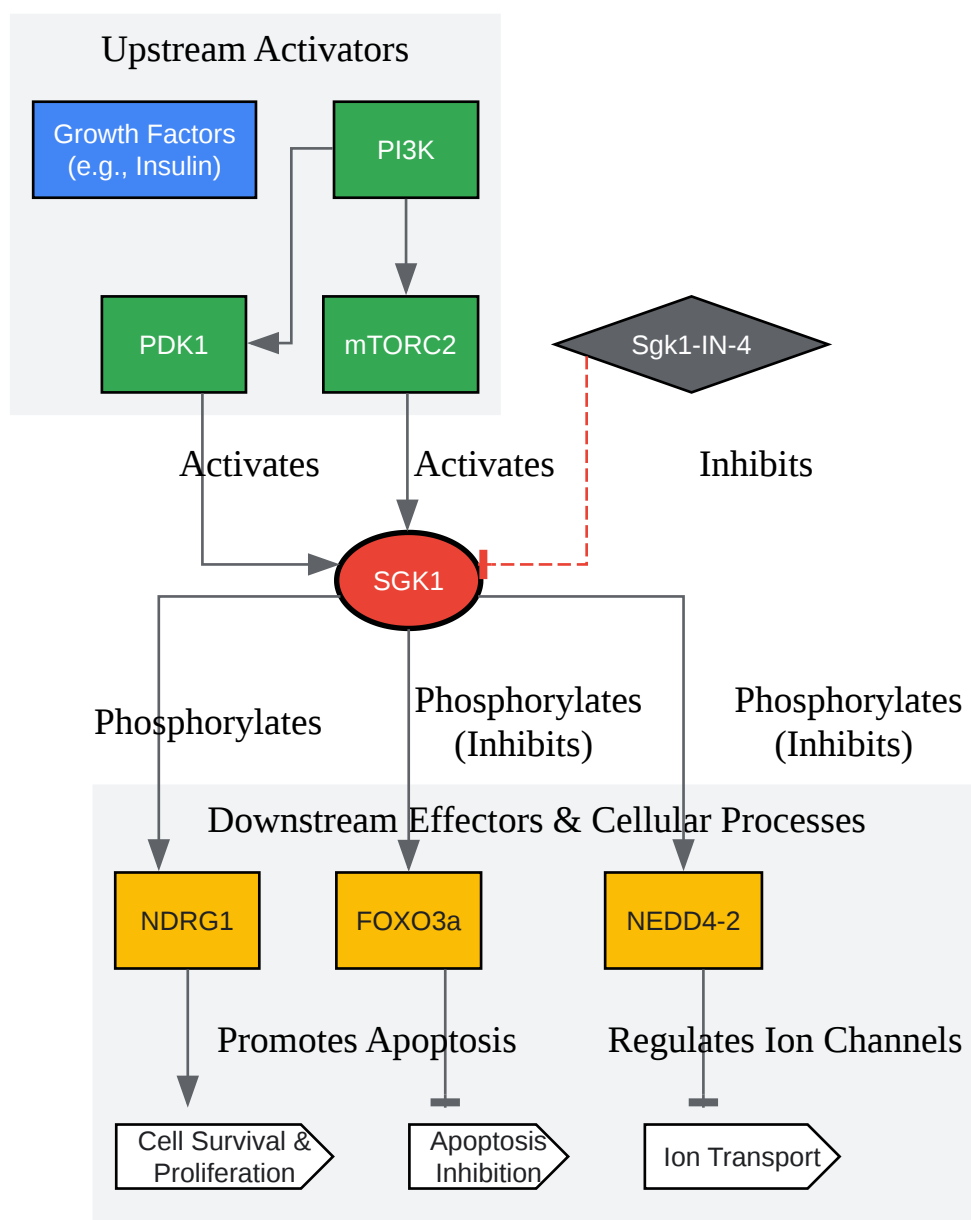 Upstream Activators
Growth Factors
(e.g., Insulin)
PI3K
PDK1
mTORC2
Sgk1-IN-4
Activates
Activates
Inhibits
SGK1
Phosphorylates
Phosphorylates
(Inhibits)
Phosphorylates
(Inhibits)
Downstream Effectors & Cellular Processes
NDRG1
FOXO3a
NEDD4-2
Promotes Apoptosis
Regulates Ion Channels
Cell Survival &
Proliferation
Apoptosis
Inhibition
Ion Transport